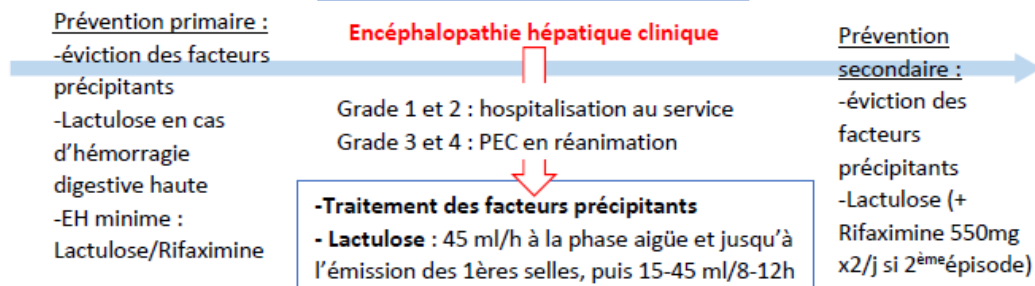 Prévention primaire :
-éviction des facteurs
précipitants
-Lactulose en cas
d’hémorragie
digestive haute
-EH minime :
Lactulose/Rifaximine
Encéphalopathie hépatique clinique
Grade 1 et 2 : hospitalisation au service
Grade 3 et 4 : PEC en réanimation
-Traitement des facteurs précipitants
- Lactulose : 45 ml/h à la phase aigüe et jusqu’à
l’émission des 1ères selles, puis 15-45 ml/8-12h
Prévention
secondaire :
-éviction des
facteurs
précipitants
-Lactulose (+
Rifaximine 550mg
x2/j si 2èmeépisode)